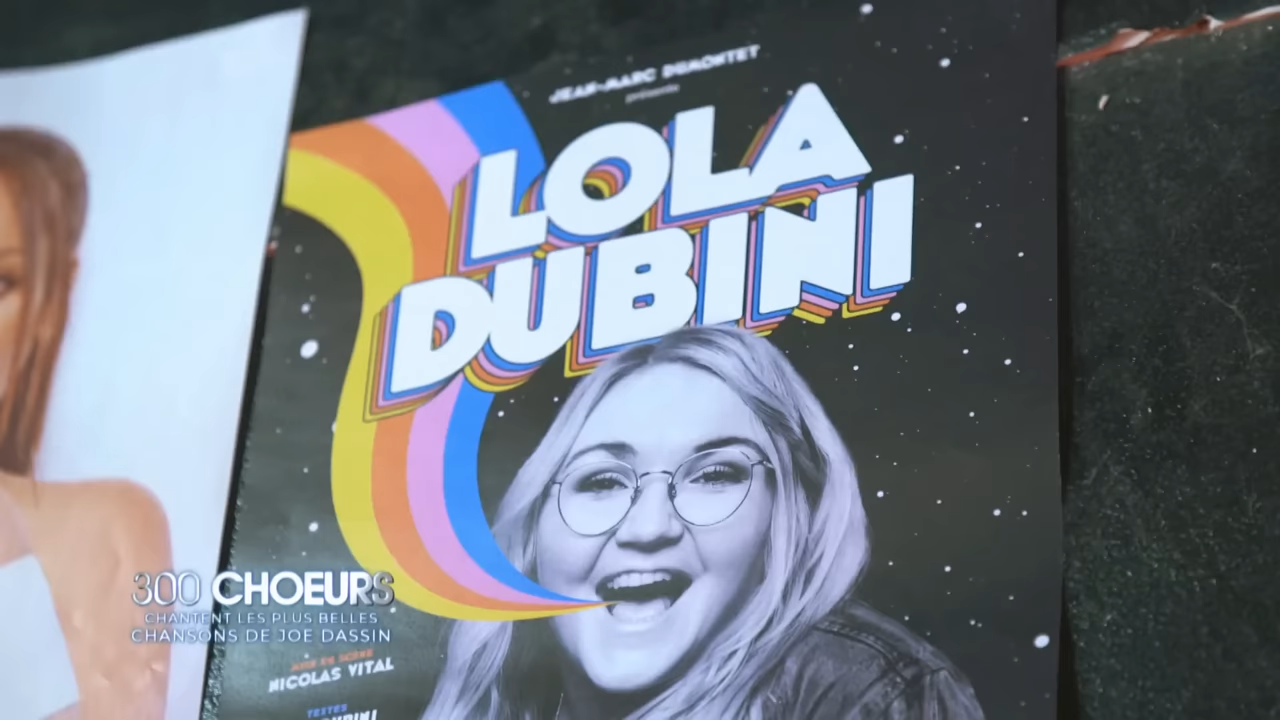 JEAN-MARC DUMONTET
présente
LOLA
DUBINI
300 CHOEURS
CHANTENT LES PLUS BELLES
CHANSONS DE JOE DASSIN
MISE EN SCÈNE
NICOLAS VITAL
TEXTES
DUBINI